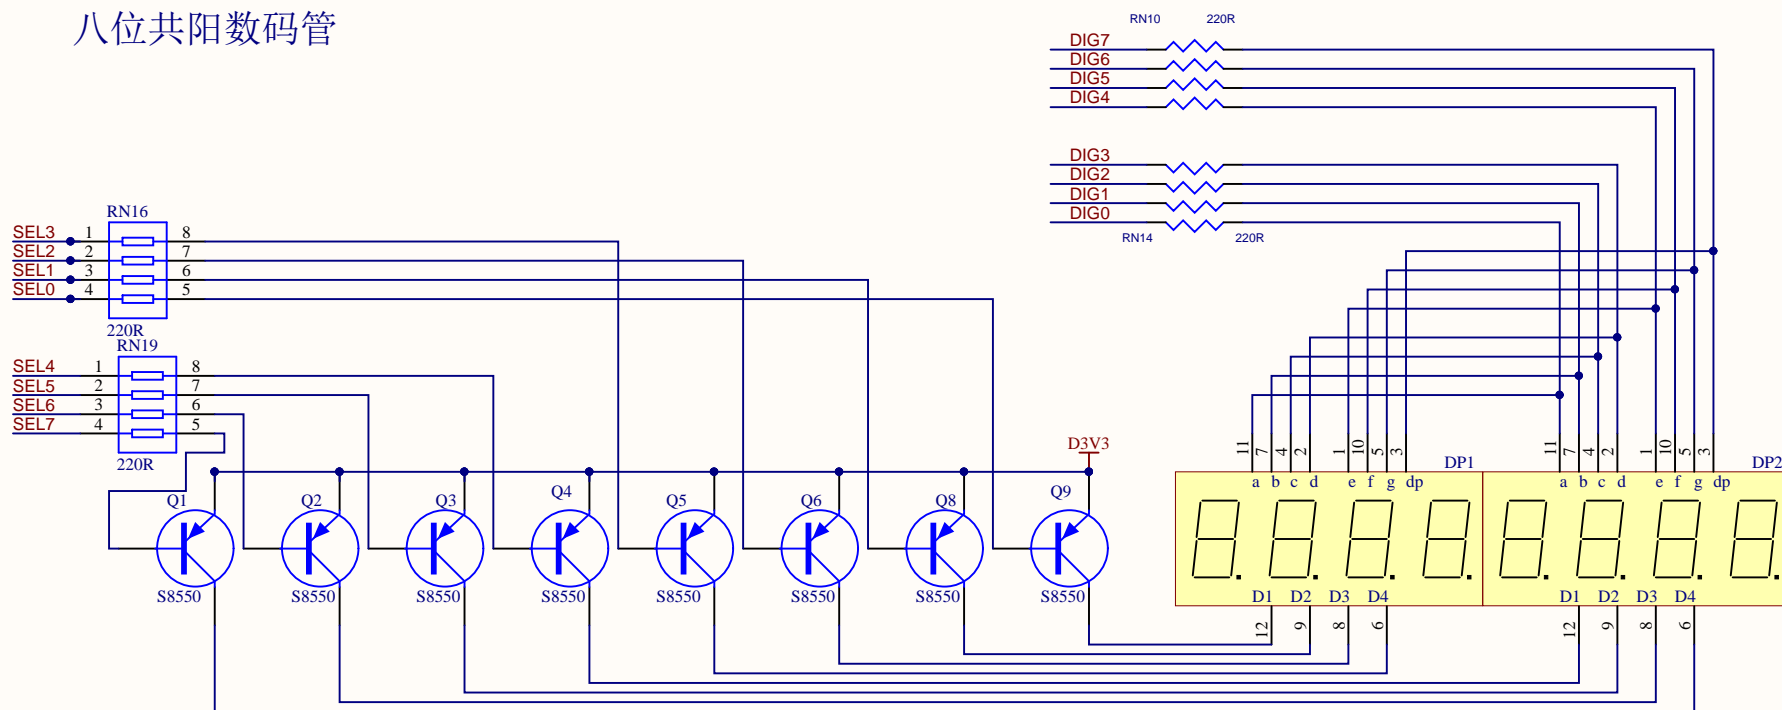 八位共阳数码管
RN10 220R
DIG7
DIG6
DIG5
DIG4
DIG3
DIG2
DIG1
DIG0
RN14 220R
RN16
SEL3 1 8
SEL2 2 7
SEL1 3 6
SEL0 4 5
220R
RN19
SEL4 1 8
SEL5 2 7
SEL6 3 6
SEL7 4 5
220R
D3V3
Q1 Q2 Q3 Q4 Q5 Q6 Q8 Q9
S8550 S8550 S8550 S8550 S8550 S8550 S8550 S8550
11 7 4 2 1 10 5 3
DP1
a b c d e f g dp
D1 D2 D3 D4
12 9 8 6
11 7 4 2 1 10 5 3
DP2
a b c d e f g dp
D1 D2 D3 D4
12 9 8 6